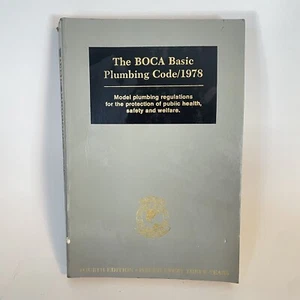 The BOCA Basic
Plumbing Code/1978
Model plumbing regulations
for the protection of public health,
safety and welfare.